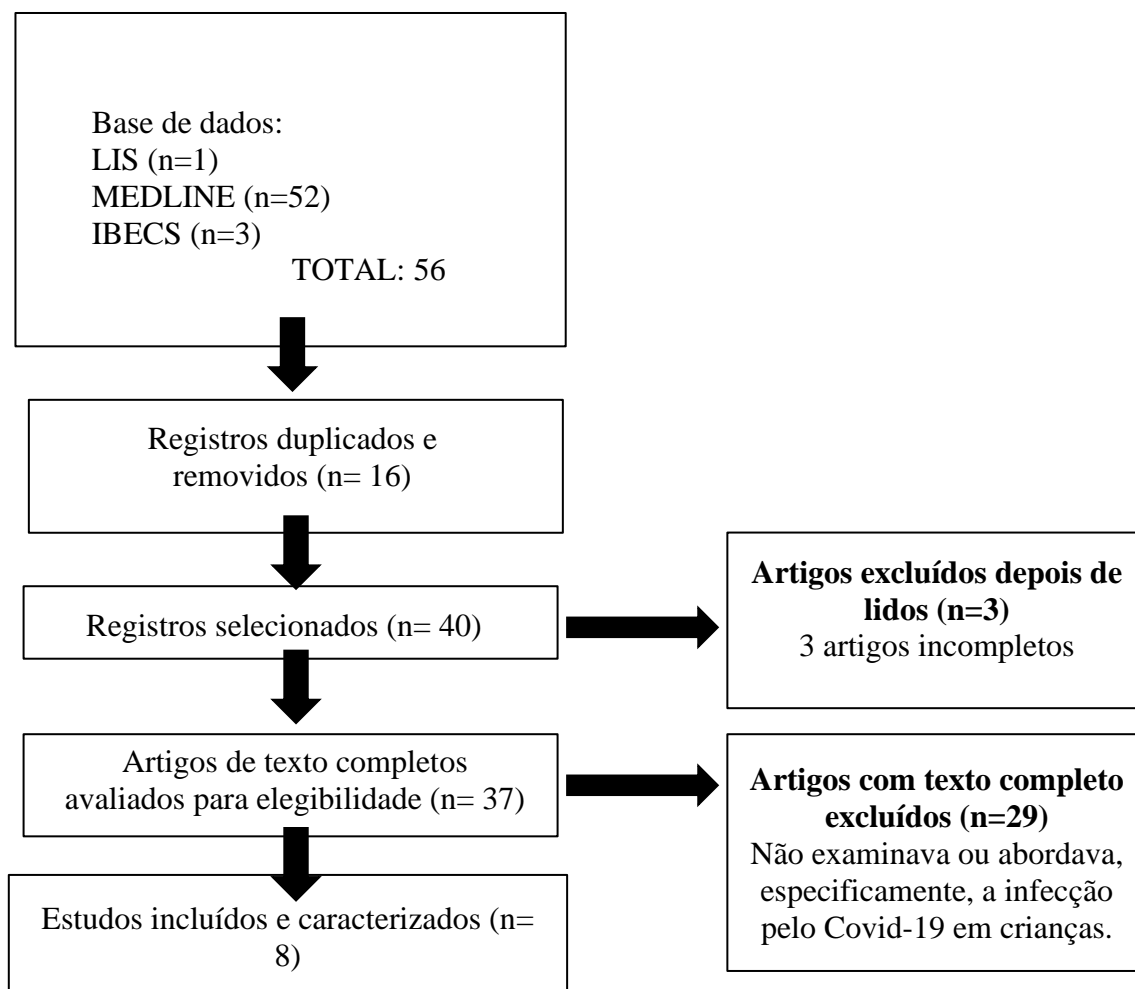 Base de dados:
LIS (n=1)
MEDLINE (n=52)
IBECS (n=3)
TOTAL: 56
Registros duplicados e
removidos (n= 16)
Registros selecionados (n= 40)
Artigos excluídos depois de
lidos (n=3)
3 artigos incompletos
Artigos de texto completos
avaliados para elegibilidade (n= 37)
Artigos com texto completo
excluídos (n=29)
Não examinava ou abordava,
especificamente, a infecção
pelo Covid-19 em crianças.
Estudos incluídos e caracterizados (n=
8)